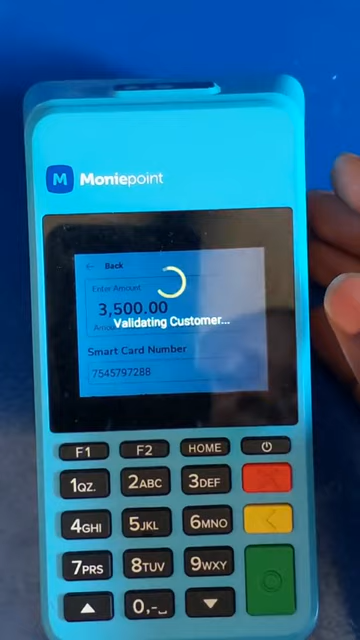 M Moniepoint
← Back
Enter Amount
3,500.00
Validating Customer...
Smart Card Number
7545797288
F1 F2 HOME
1QZ. 2ABC 3DEF
4GHI 5JKL 6MNO
7PRS 8TUV 9WXY
0,-